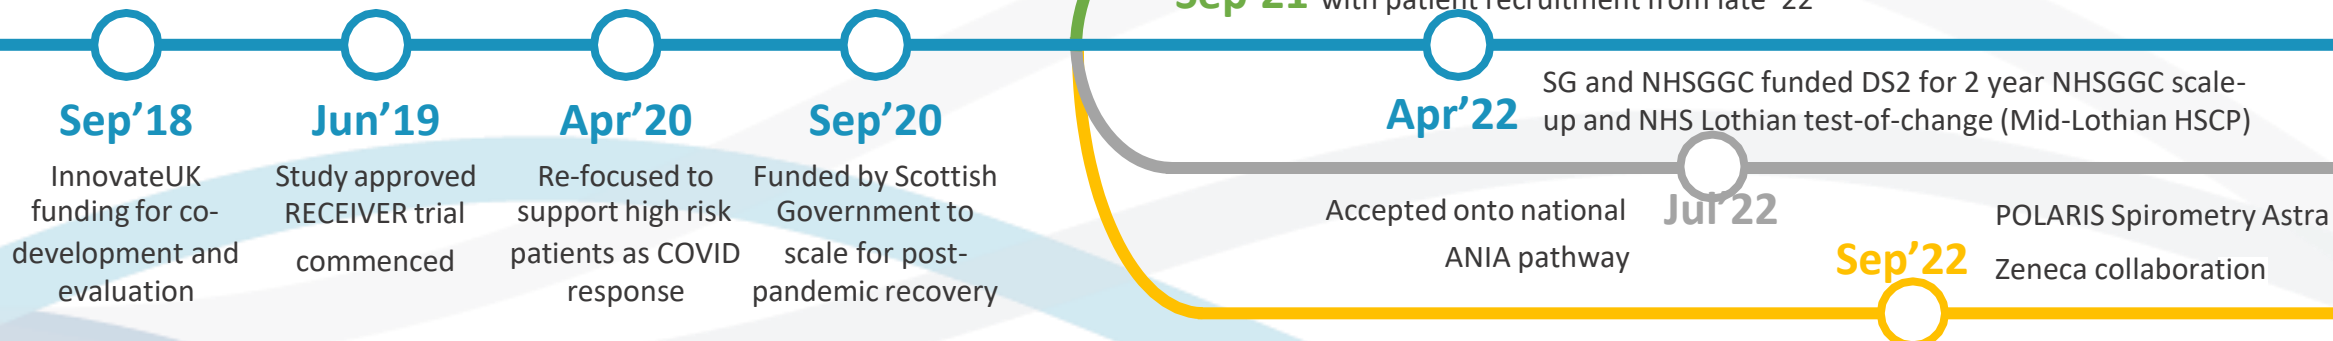 Sep’21 with patient recruitment from late ’22
Sep’18
InnovateUK
funding for co-
development and
evaluation
Jun’19
Study approved
RECEIVER trial
commenced
Apr’20
Re-focused to
support high risk
patients as COVID
response
Sep’20
Funded by Scottish
Government to
scale for post-
pandemic recovery
Apr’22
SG and NHSGGC funded DS2 for 2 year NHSGGC scale-
up and NHS Lothian test-of-change (Mid-Lothian HSCP)
Jul’22
Accepted onto national
ANIA pathway
Sep’22
POLARIS Spirometry Astra
Zeneca collaboration